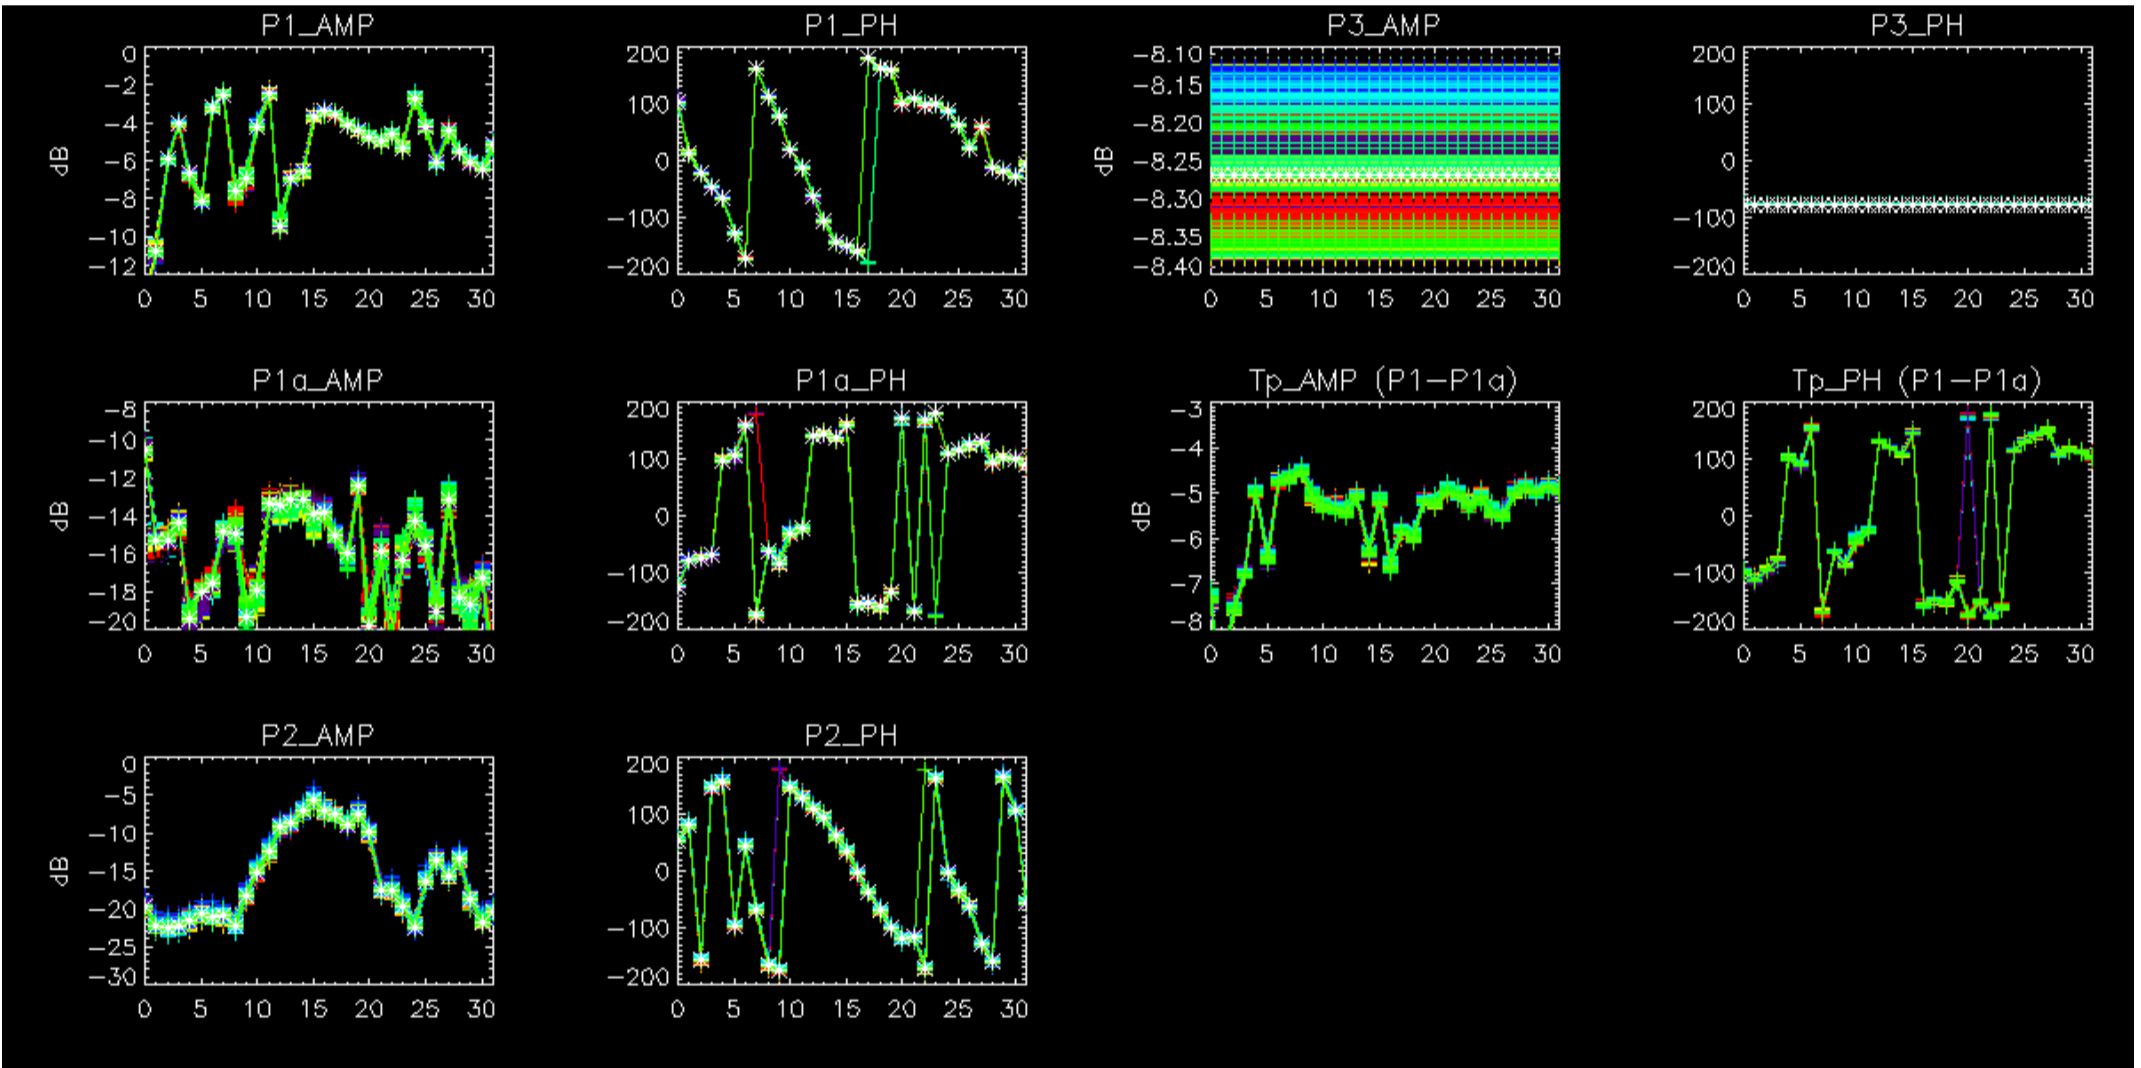 P1_AMP
P1_PH
P3_AMP
P3_PH
0
-2
-4
-6
-8
-10
-12
dB
0 5 10 15 20 25 30
200
100
0
-100
-200
0 5 10 15 20 25 30
-8.10
-8.15
-8.20
-8.25
-8.30
-8.35
-8.40
dB
0 5 10 15 20 25 30
200
100
0
-100
-200
0 5 10 15 20 25 30
P1a_AMP
P1a_PH
Tp_AMP (P1-P1a)
Tp_PH (P1-P1a)
-8
-10
-12
-14
-16
-18
-20
dB
0 5 10 15 20 25 30
200
100
0
-100
-200
0 5 10 15 20 25 30
-3
-4
-5
-6
-7
-8
dB
0 5 10 15 20 25 30
200
100
0
-100
-200
0 5 10 15 20 25 30
P2_AMP
P2_PH
0
-5
-10
-15
-20
-25
-30
dB
0 5 10 15 20 25 30
200
100
0
-100
-200
0 5 10 15 20 25 30